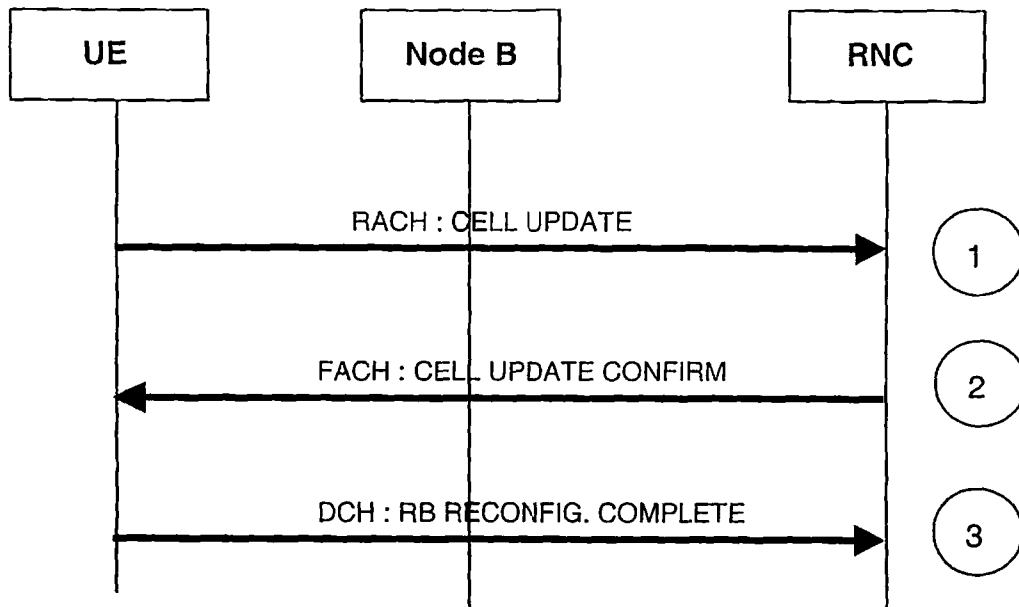 UE
Node B
RNC
RACH : CELL UPDATE
1
FACH : CELL UPDATE CONFIRM
2
DCH : RB RECONFIG. COMPLETE
3